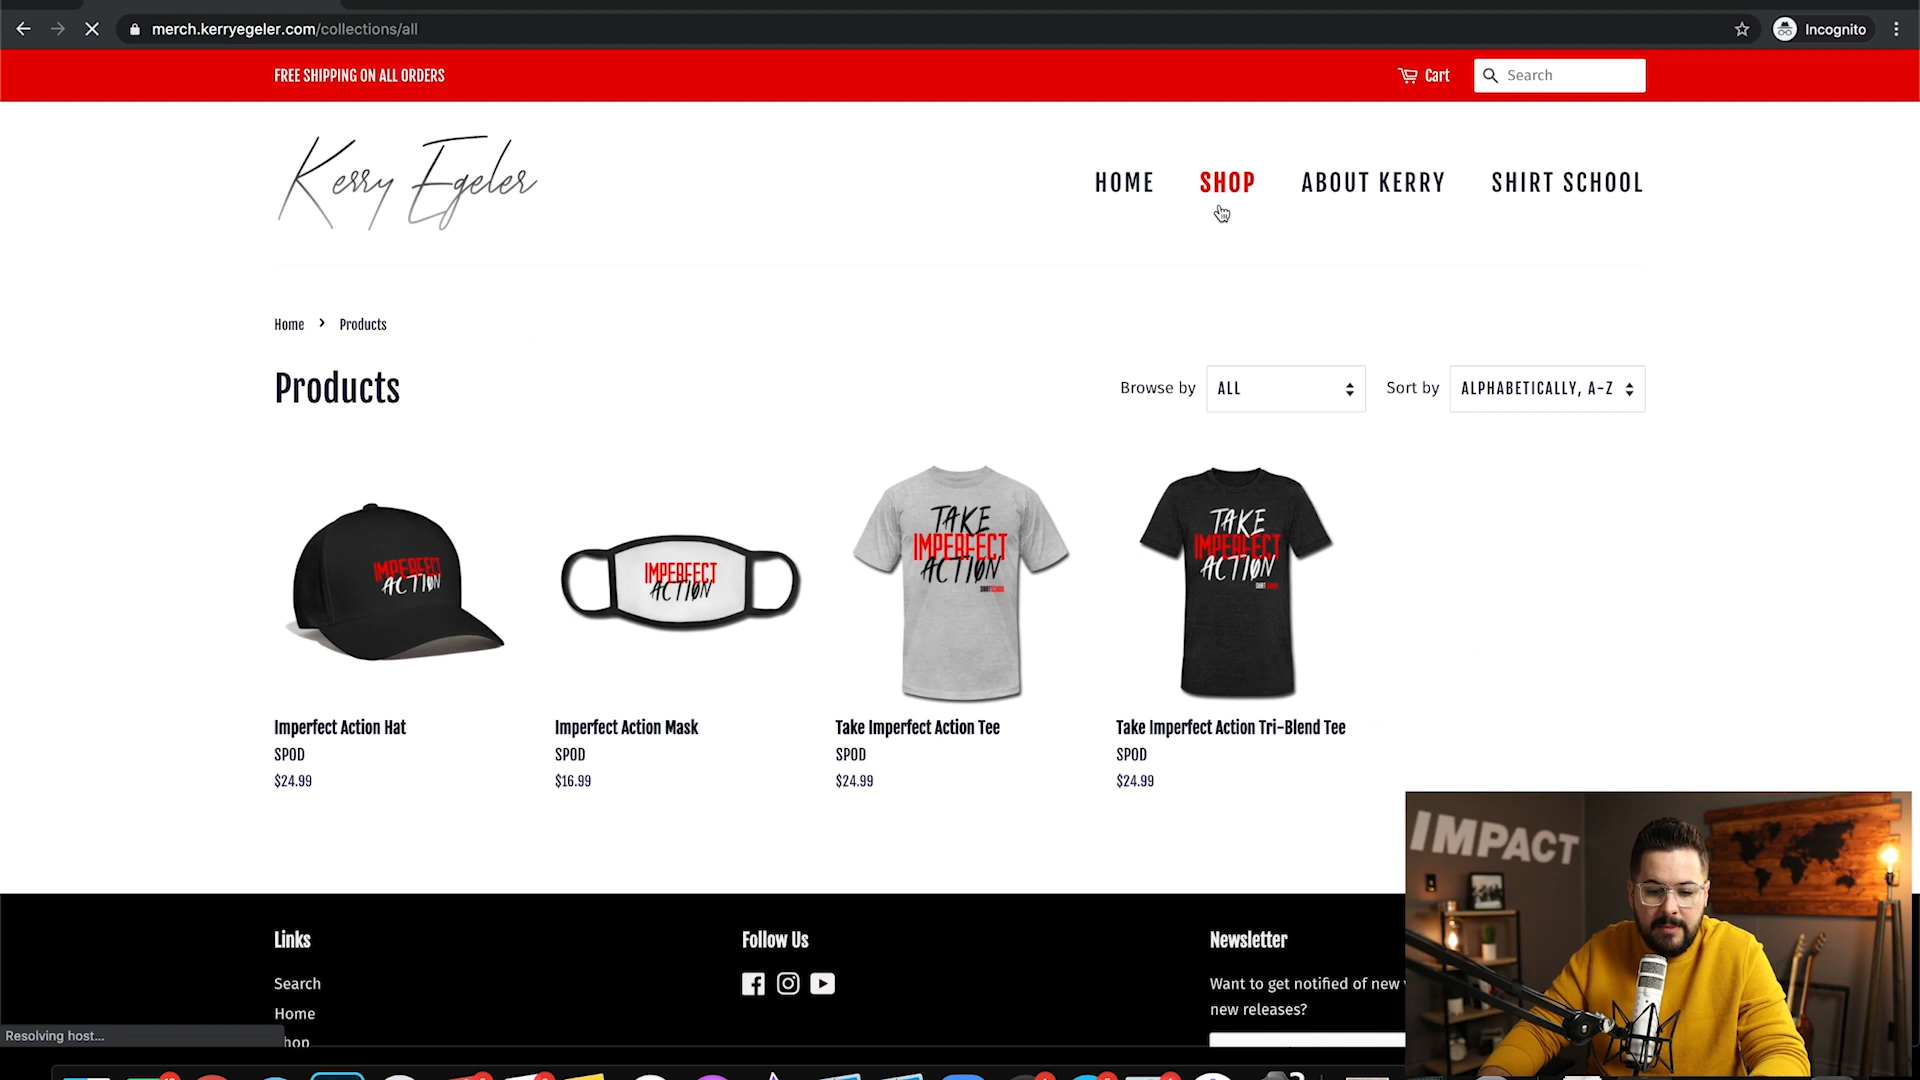 merch.kerryegeler.com/collections/all
Incognito
FREE SHIPPING ON ALL ORDERS
Cart
Search
Kerry Egeler
HOME
SHOP
ABOUT KERRY
SHIRT SCHOOL
Home › Products
Products
Browse by
ALL
Sort by
ALPHABETICALLY, A-Z
IMPERFECT
ACTION
IMPERFECT
ACTION
TAKE
IMPERFECT
ACTION
SHIRT SCHOOL
TAKE
IMPERFECT
ACTION
SHIRT SCHOOL
Imperfect Action Hat
SPOD
$24.99
Imperfect Action Mask
SPOD
$16.99
Take Imperfect Action Tee
SPOD
$24.99
Take Imperfect Action Tri-Blend Tee
SPOD
$24.99
IMPACT
Links
Search
Home
Follow Us
Newsletter
Want to get notified of new
new releases?
Resolving host...